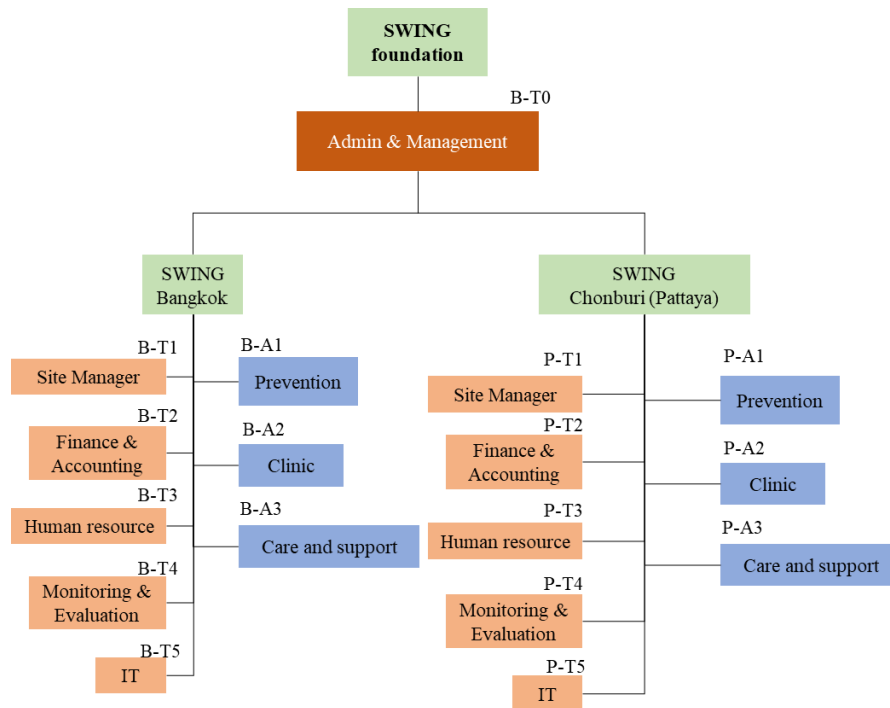 SWING
foundation
B-T0
Admin & Management
SWING
Bangkok
B-T1
Site Manager
B-T2
Finance &
Accounting
B-T3
Human resource
B-T4
Monitoring &
Evaluation
B-T5
IT
B-A1
Prevention
B-A2
Clinic
B-A3
Care and support
SWING
Chonburi (Pattaya)
P-T1
Site Manager
P-T2
Finance &
Accounting
P-T3
Human resource
P-T4
Monitoring &
Evaluation
P-T5
IT
P-A1
Prevention
P-A2
Clinic
P-A3
Care and support